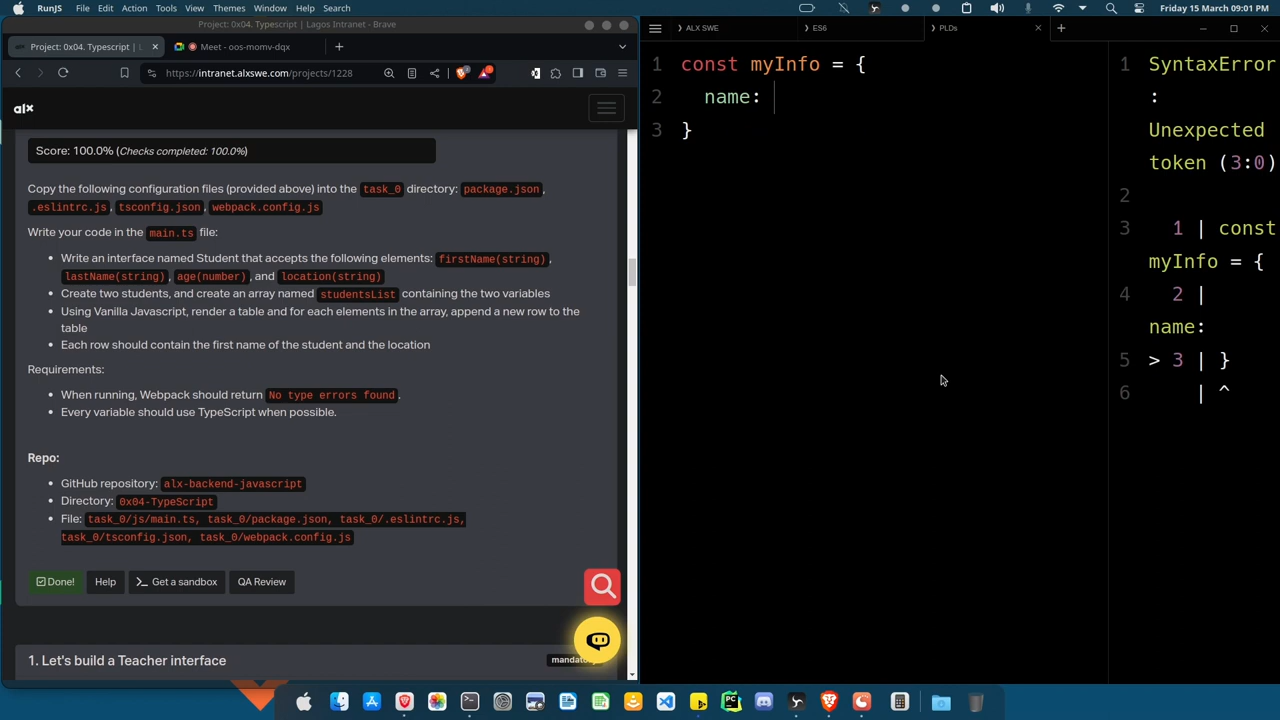 RunJS File Edit Action Tools View Themes Window Help Search
Friday 15 March 09:01 PM
Project: 0x04. Typescript | Lagos Intranet - Brave
Project: 0x04. Typescript | L
Meet - oos-momv-dqx
https://intranet.alxswe.com/projects/1228
alx
Score: 100.0% (Checks completed: 100.0%)
Copy the following configuration files (provided above) into the task_0 directory: package.json,
.eslintrc.js, tsconfig.json, webpack.config.js
Write your code in the main.ts file:
Write an interface named Student that accepts the following elements: firstName(string),
lastName(string), age(number), and location(string)
Create two students, and create an array named studentsList containing the two variables
Using Vanilla Javascript, render a table and for each elements in the array, append a new row to the
table
Each row should contain the first name of the student and the location
Requirements:
When running, Webpack should return No type errors found.
Every variable should use TypeScript when possible.
Repo:
GitHub repository: alx-backend-javascript
Directory: 0x04-TypeScript
File: task_0/js/main.ts, task_0/package.json, task_0/.eslintrc.js,
task_0/tsconfig.json, task_0/webpack.config.js
Done! Help Get a sandbox QA Review
1. Let's build a Teacher interface
mandato
ALX SWE ES6 PLDs
1 const myInfo = {
2 name:
3 }
1 SyntaxError
:
Unexpected
token (3:0)
2
3 1 | const
myInfo = {
4 2 |
name:
5 > 3 | }
6 | ^